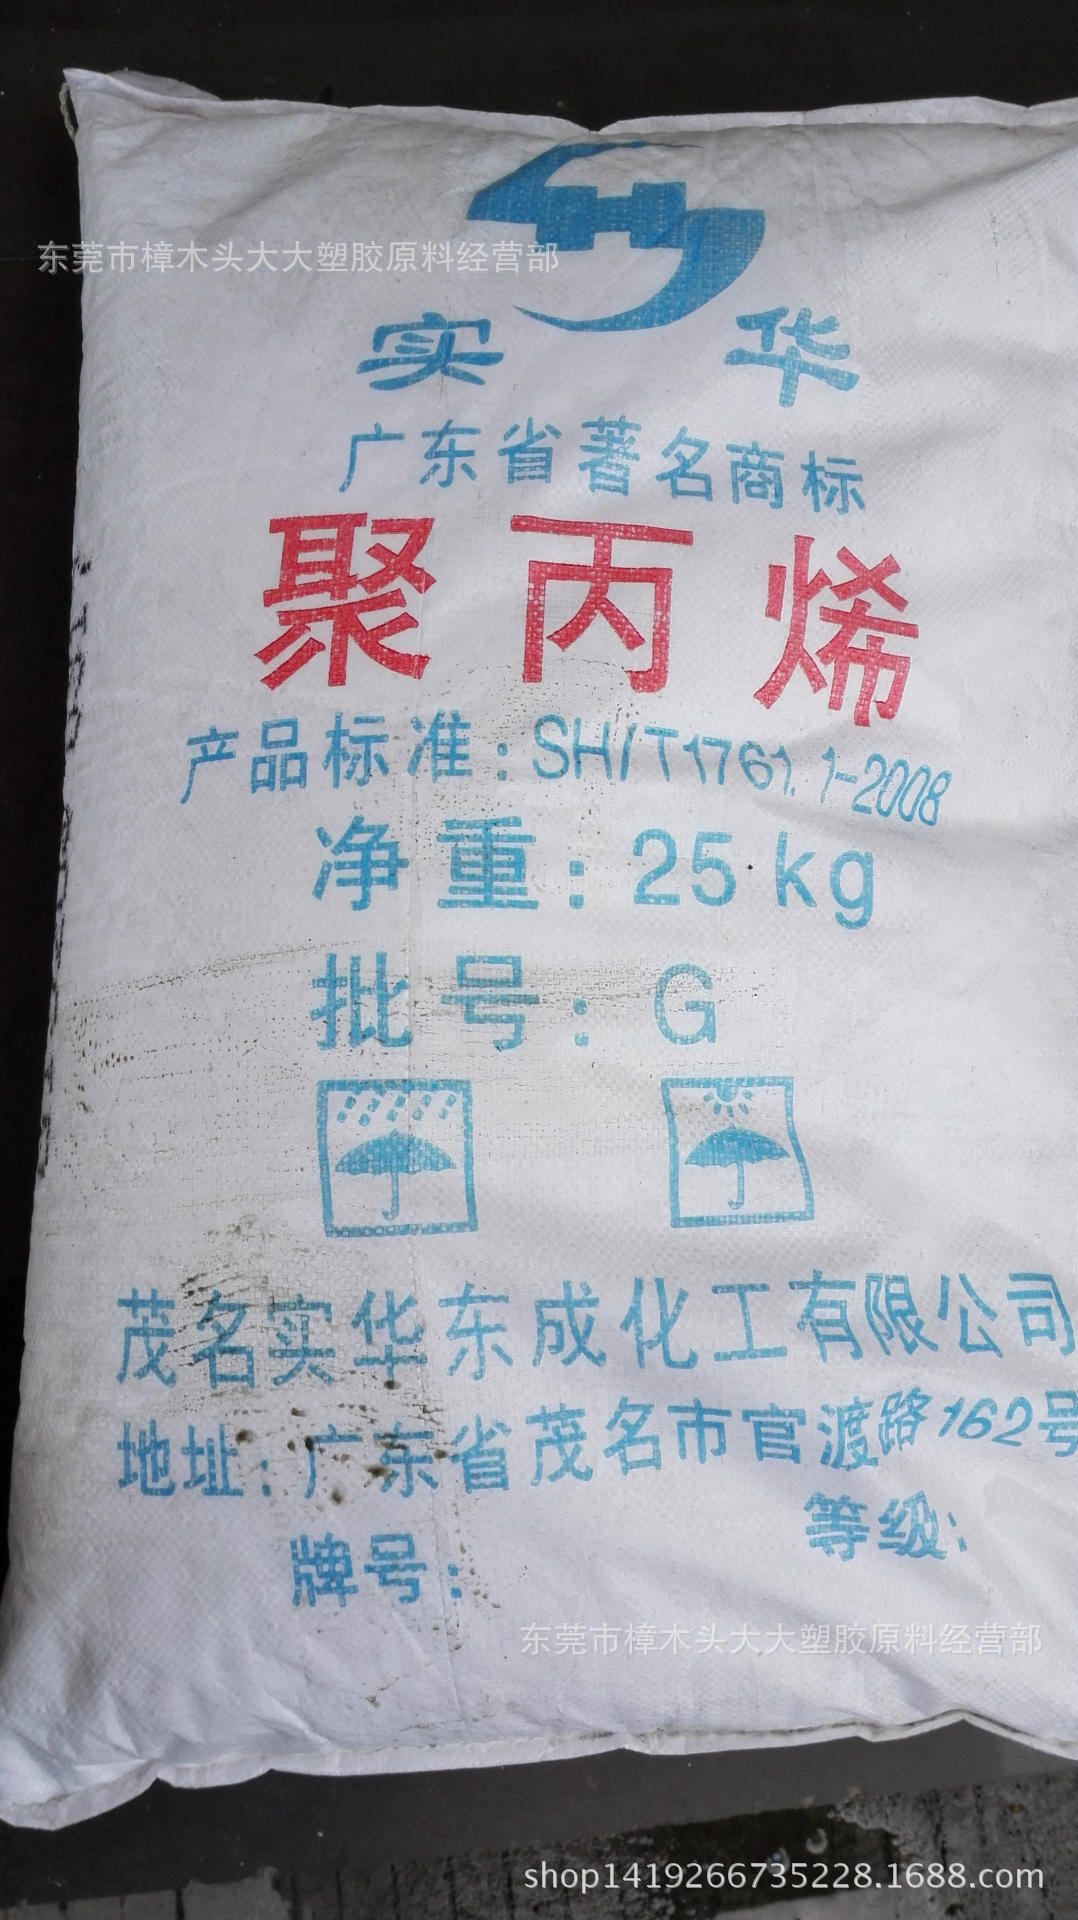 东莞市樟木头大大塑胶原料经营部
实华
广东省著名商标
聚丙烯
产品标准：SH/T1761.1-2008
净重：25kg
批号：G
茂名实华东成化工有限公司
地址：广东省茂名市官渡路162号
等级：
牌号：
东莞市樟木头大大塑胶原料经营部
shop1419266735228.1688.com